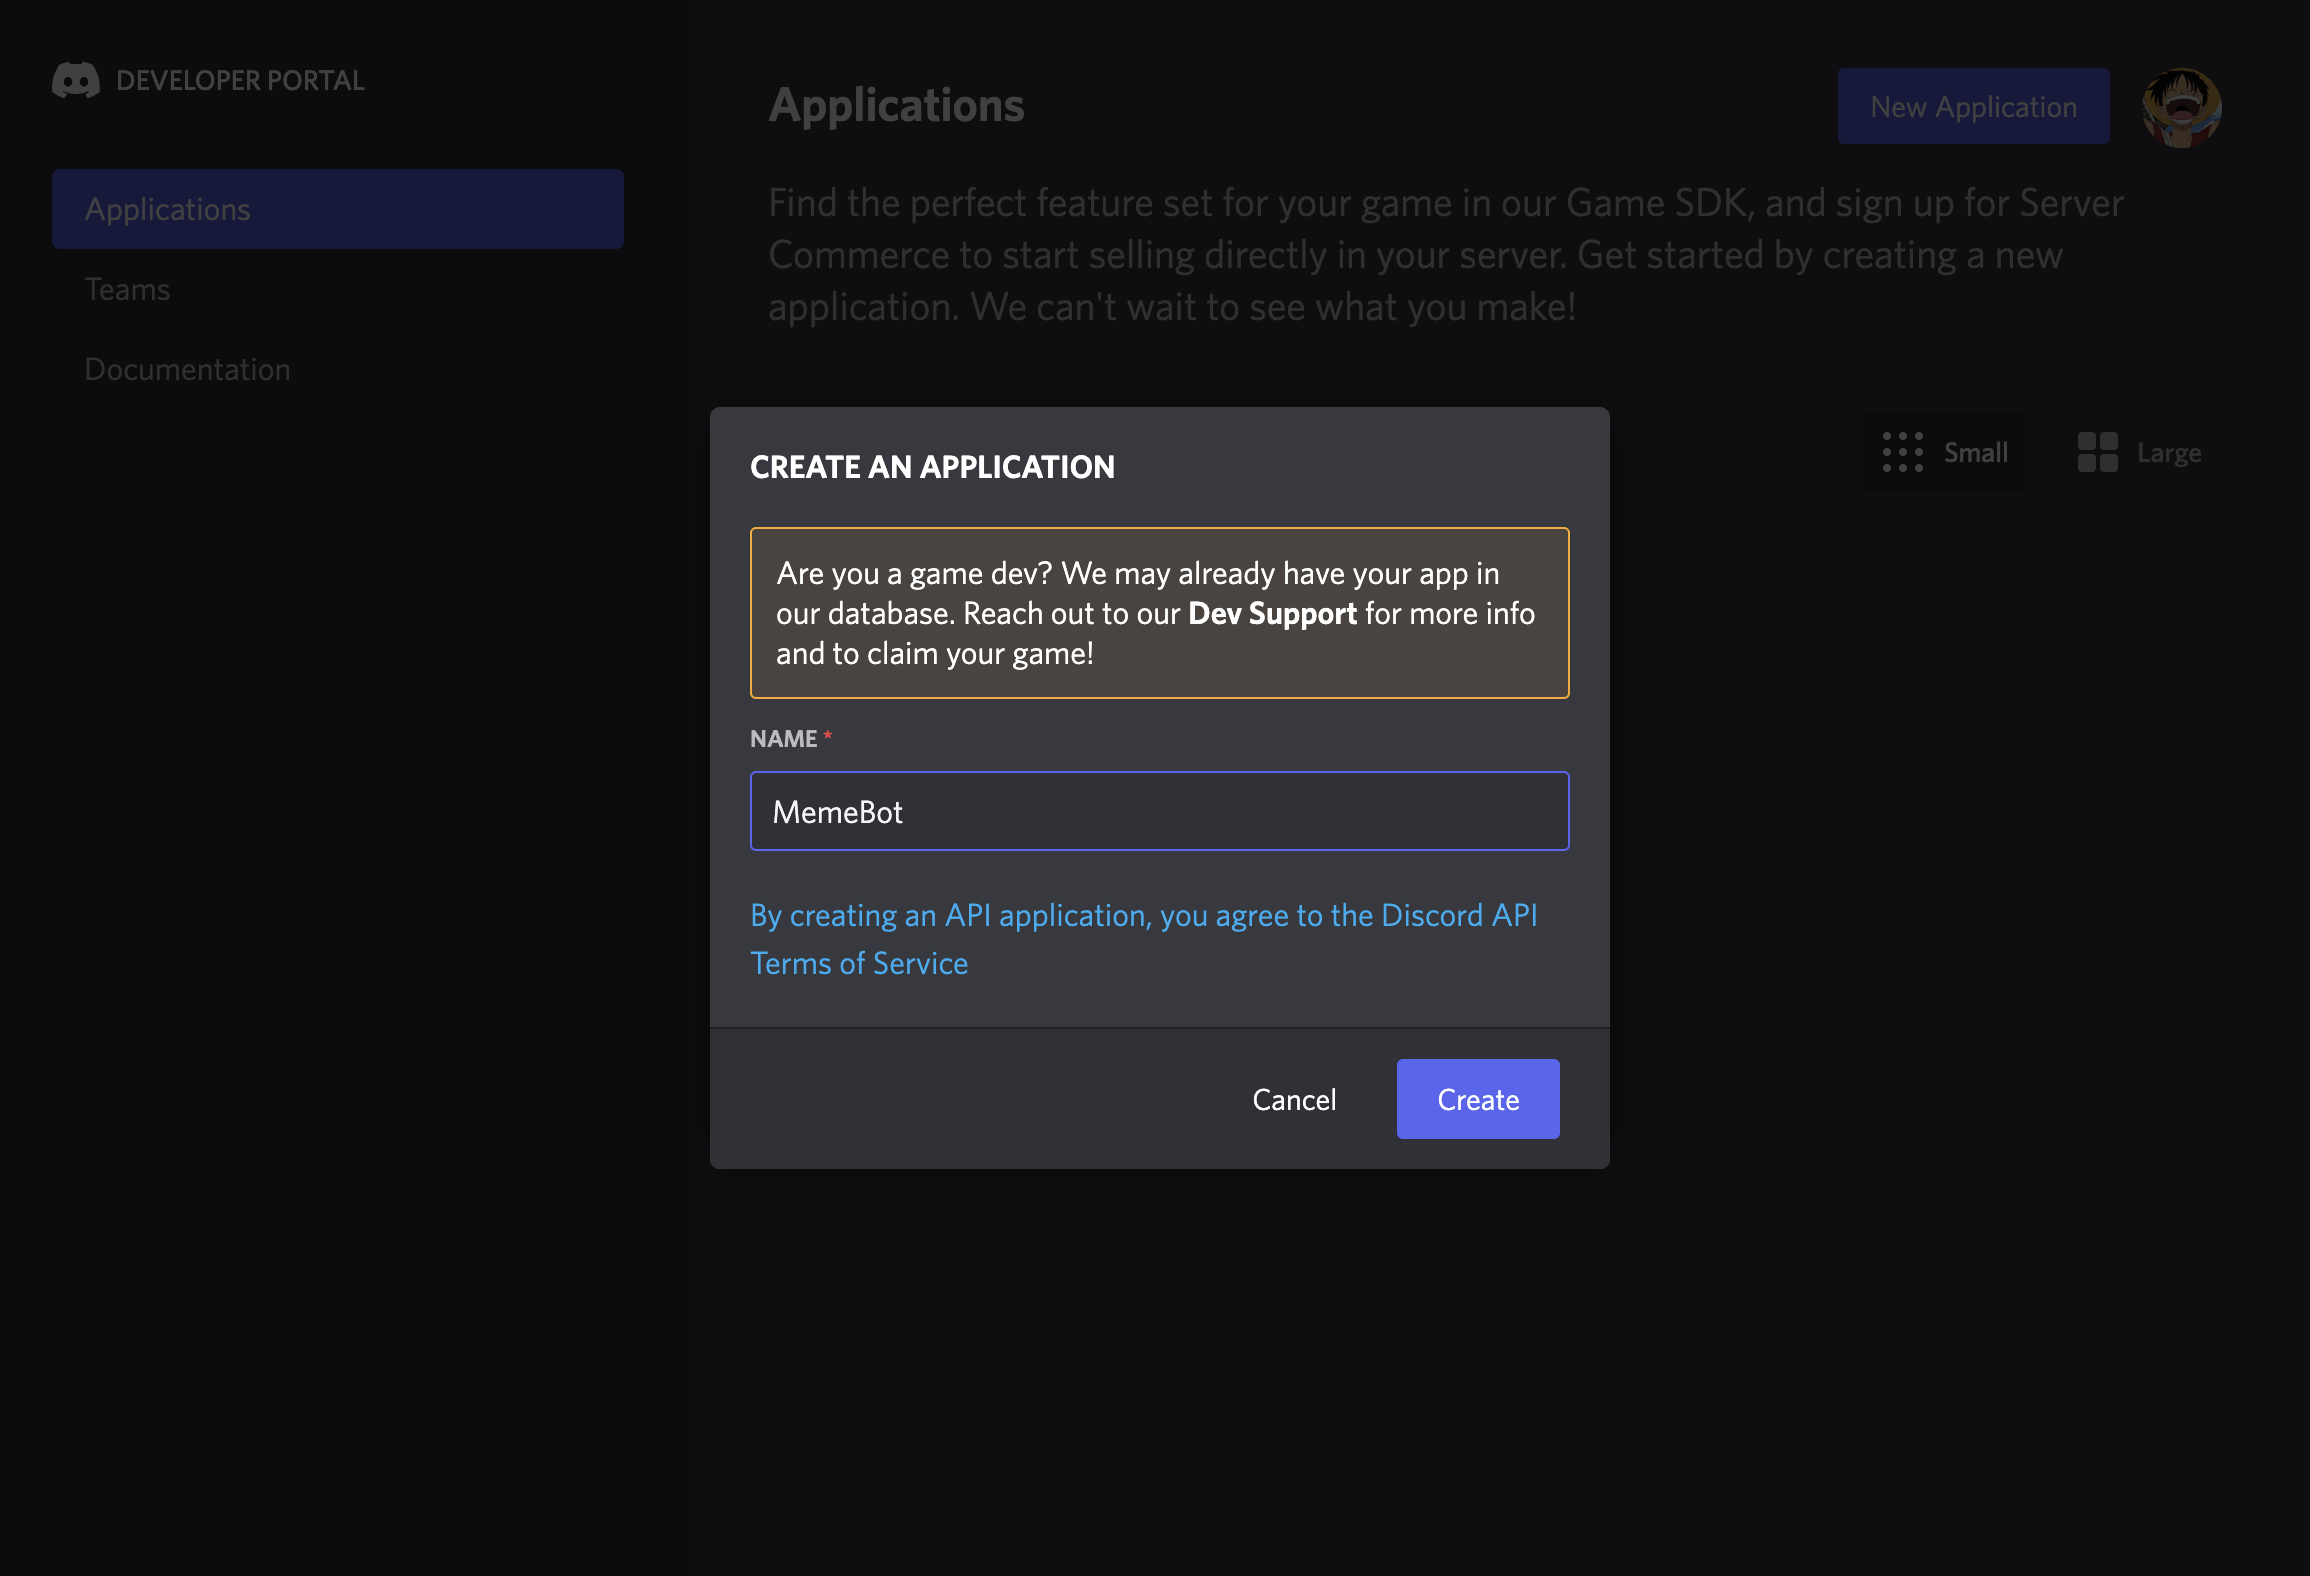 DEVELOPER PORTAL
Applications
Teams
Documentation
Applications
New Application
Find the perfect feature set for your game in our Game SDK, and sign up for Server
Commerce to start selling directly in your server. Get started by creating a new
application. We can't wait to see what you make!
Small
Large
CREATE AN APPLICATION
Are you a game dev? We may already have your app in
our database. Reach out to our Dev Support for more info
and to claim your game!
NAME *
MemeBot
By creating an API application, you agree to the Discord API
Terms of Service
Cancel
Create